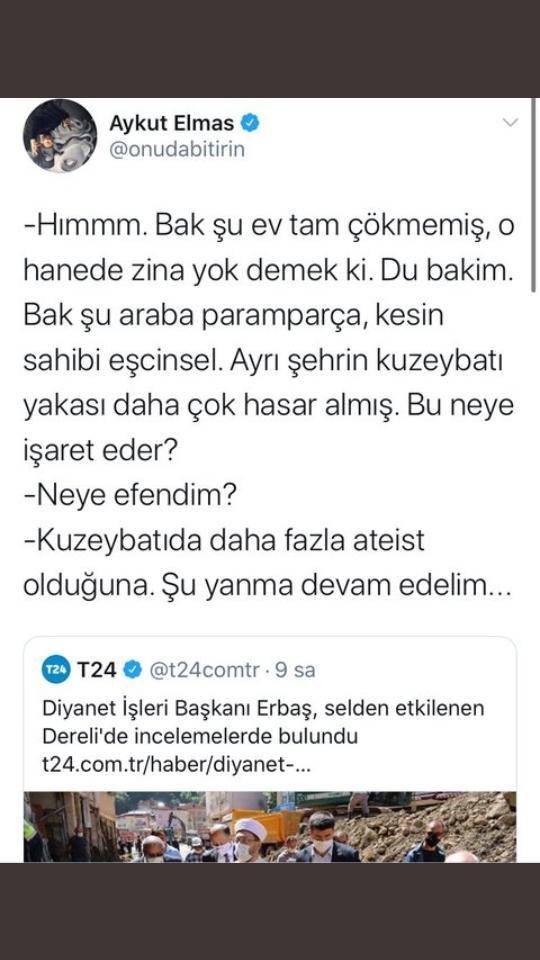 Aykut Elmas
@onudabitirin
-Hımmm. Bak şu ev tam çökmemiş, o
hanede zina yok demek ki. Du bakim.
Bak şu araba paramparça, kesin
sahibi eşcinsel. Ayrı şehrin kuzeybatı
yakası daha çok hasar almış. Bu neye
işaret eder?
-Neye efendim?
-Kuzeybatıda daha fazla ateist
olduğuna. Şu yanma devam edelim...
T24 T24 @t24comtr · 9 sa
Diyanet İşleri Başkanı Erbaş, selden etkilenen
Dereli'de incelemelerde bulundu
t24.com.tr/haber/diyanet-...